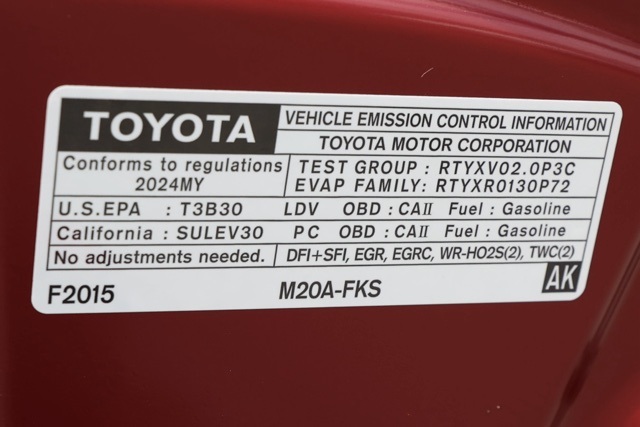 TOYOTA
VEHICLE EMISSION CONTROL INFORMATION
TOYOTA MOTOR CORPORATION
Conforms to regulations
2024MY
TEST GROUP : RTYXV02.0P3C
EVAP FAMILY: RTYXR0130P72
U.S.EPA : T3B30 LDV OBD : CAII Fuel : Gasoline
California : SULEV30 PC OBD : CAII Fuel : Gasoline
No adjustments needed. DFI+SFI, EGR, EGRC, WR-HO2S(2), TWC(2)
F2015 M20A-FKS AK